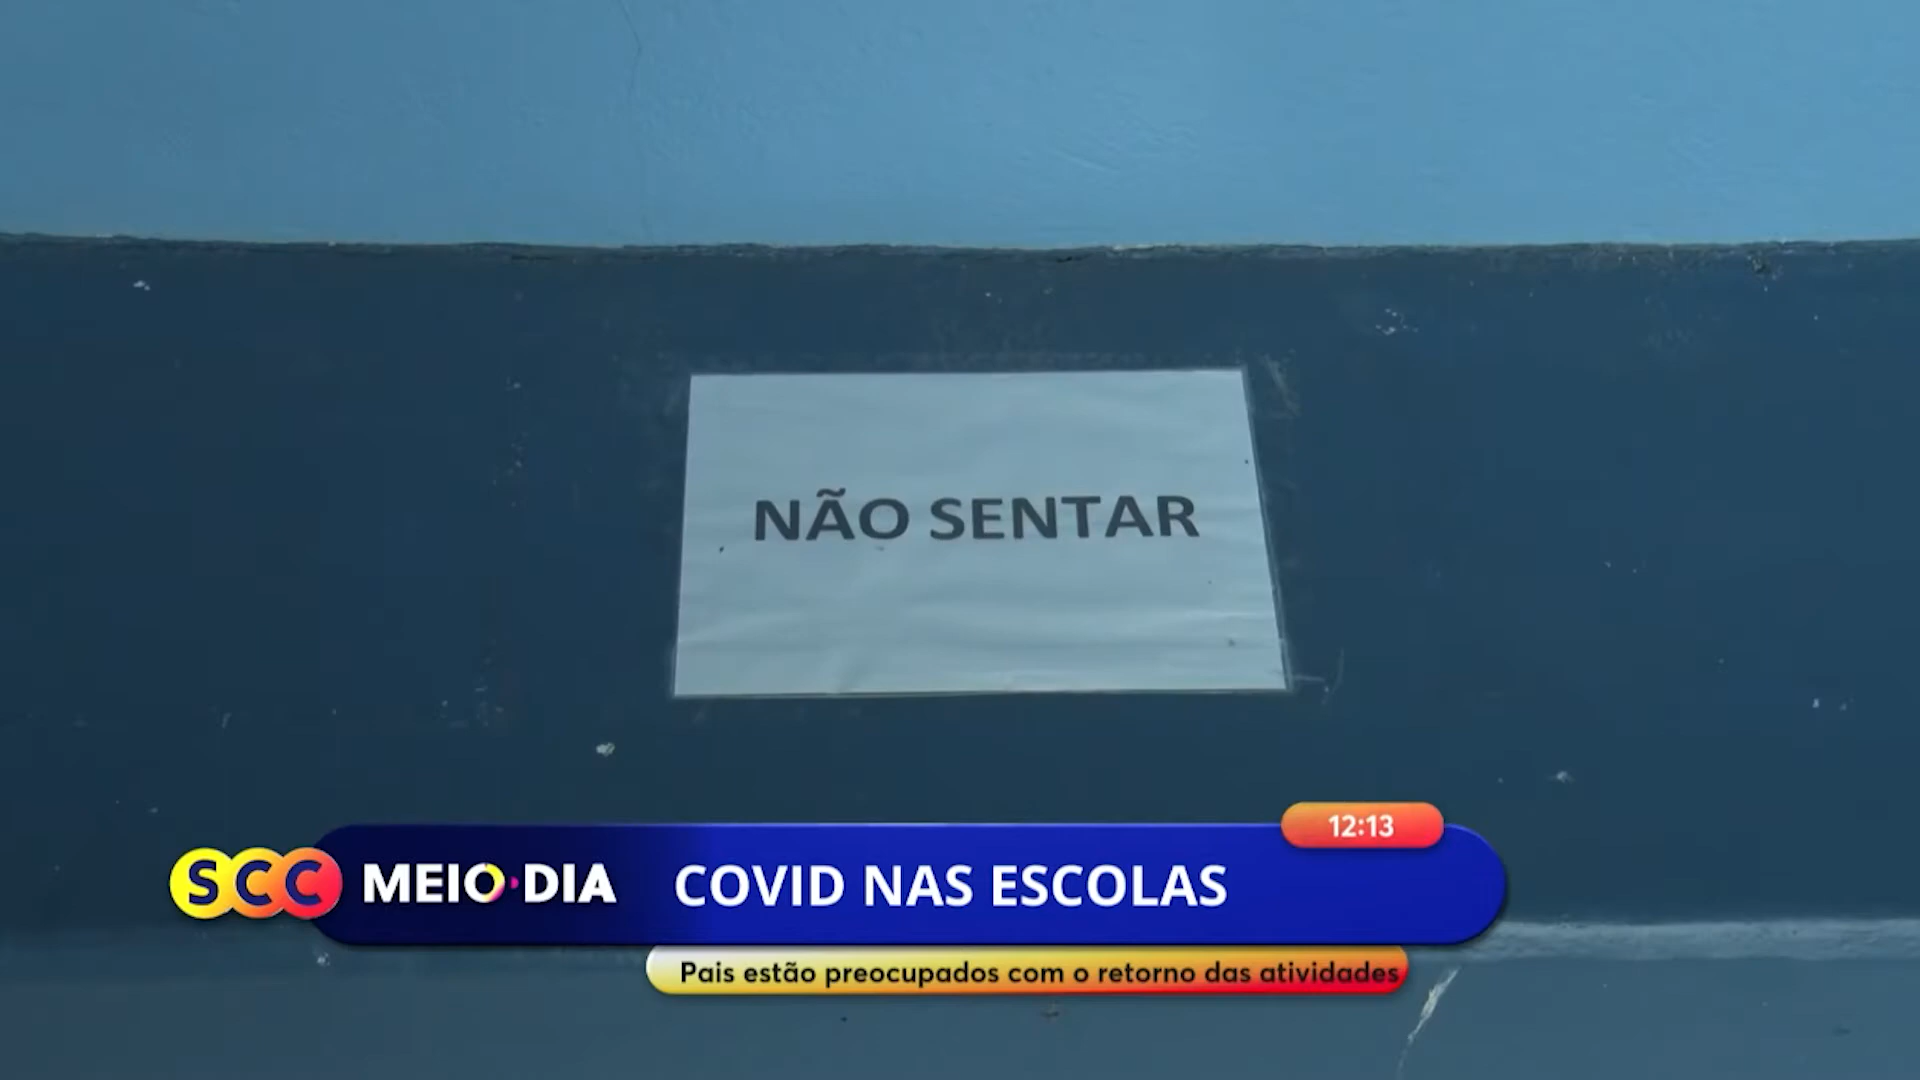 NÃO SENTAR
12:13
SCC MEIO DIA
COVID NAS ESCOLAS
Pais estão preocupados com o retorno das atividades